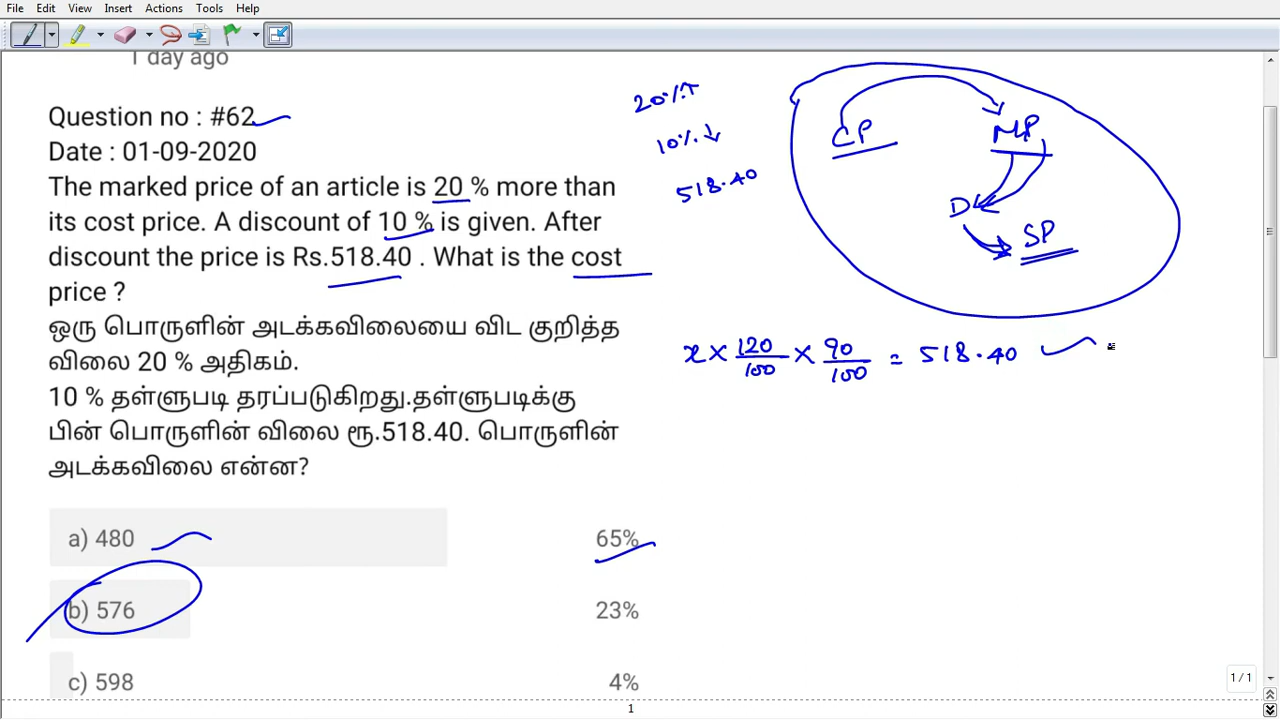 File Edit View Insert Actions Tools Help
1 day ago
Question no : #62
Date : 01-09-2020
The marked price of an article is 20 % more than
its cost price. A discount of 10 % is given. After
discount the price is Rs.518.40 . What is the cost
price ?
ஒரு பொருளின் அடக்கவிலையை விட குறித்த
விலை 20 % அதிகம்.
10 % தள்ளுபடி தரப்படுகிறது.தள்ளுபடிக்கு
பின் பொருளின் விலை ரூ.518.40. பொருளின்
அடக்கவிலை என்ன?
a) 480 65%
b) 576 23%
c) 598 4%
20%↑
10%↓
518.40
CP MP
D
SP
x × 120/100 × 90/100 = 518.40
1 / 1
1